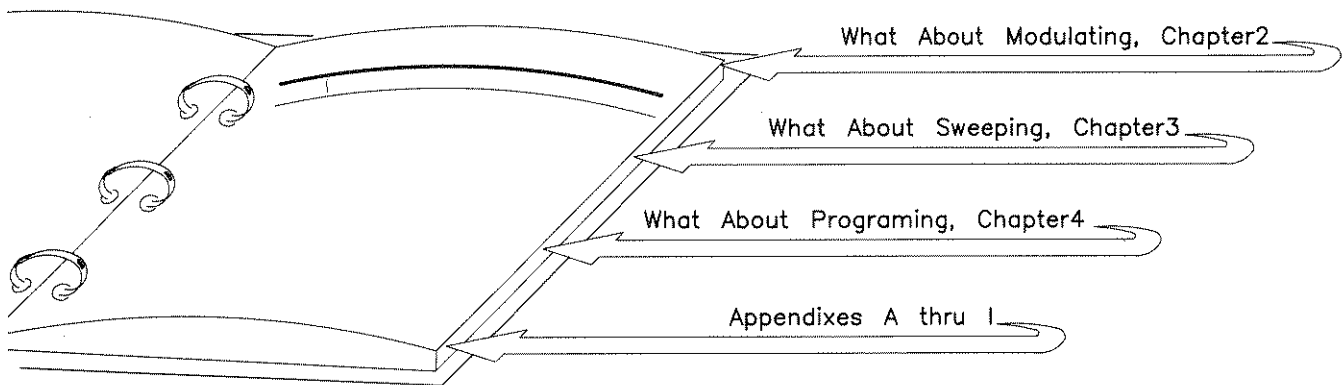 What About Modulating, Chapter2
What About Sweeping, Chapter3
What About Programing, Chapter4
Appendixes A thru I